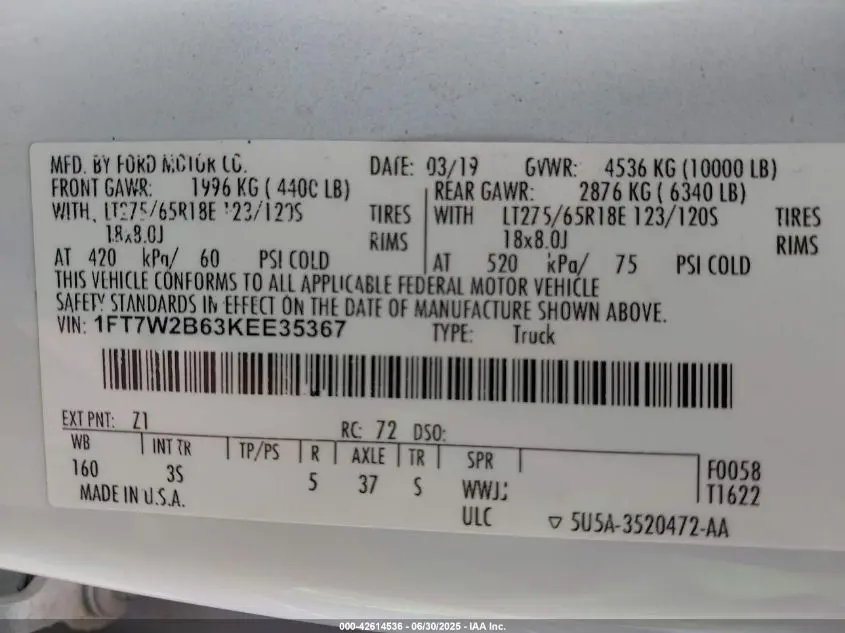 MFD. BY FORD MOTOR CO. DATE: 03/19 GVWR: 4536 KG (10000 LB)
FRONT GAWR: 1996 KG ( 4400 LB) REAR GAWR: 2876 KG ( 6340 LB)
WITH, LT275/65R18E 123/120S TIRES WITH LT275/65R18E 123/120S TIRES
18x8.0J RIMS 18x8.0J RIMS
AT 420 kPa/ 60 PSI COLD AT 520 kPa/ 75 PSI COLD
THIS VEHICLE CONFORMS TO ALL APPLICABLE FEDERAL MOTOR VEHICLE
SAFETY STANDARDS IN EFFECT ON THE DATE OF MANUFACTURE SHOWN ABOVE.
VIN: 1FT7W2B63KEE35367 TYPE: Truck
EXT PNT: Z1 RC: 72 DSO:
WB INT TR TP/PS R AXLE TR SPR F0058
160 3S 5 37 S WWJ T1622
MADE IN U.S.A. ULC 5U5A-3520472-AA
000-42614536 - 06/30/2025 - IAA Inc.